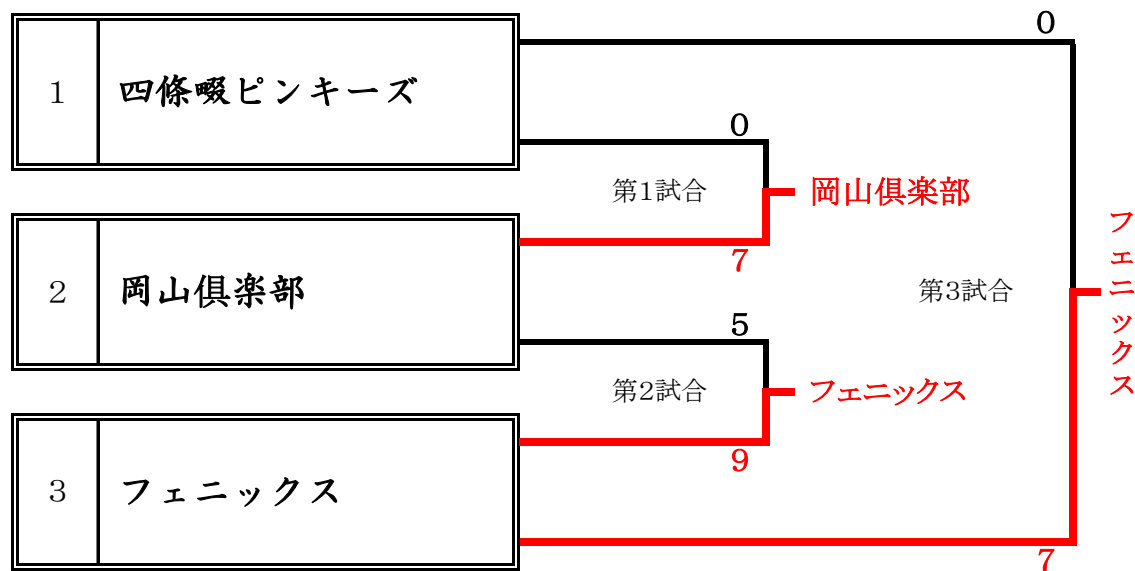 0
1 四條畷ピンキーズ
0
第1試合
岡山倶楽部
7
2 岡山倶楽部
第3試合
フェニックス
5
第2試合
フェニックス
9
3 フェニックス
7